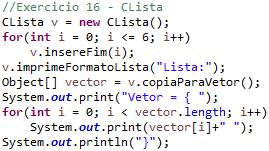 //Exercicio 16 - CLista
CLista v = new CLista();
for(int i = 0; i <= 6; i++)
v.insereFim(i);
v.imprimeFormatoLista("Lista:");
Object[] vector = v.copiaParaVetor();
System.out.print("Vetor = { ");
for(int i = 0; i < vector.length; i++)
System.out.print(vector[i]+" ");
System.out.println("}");